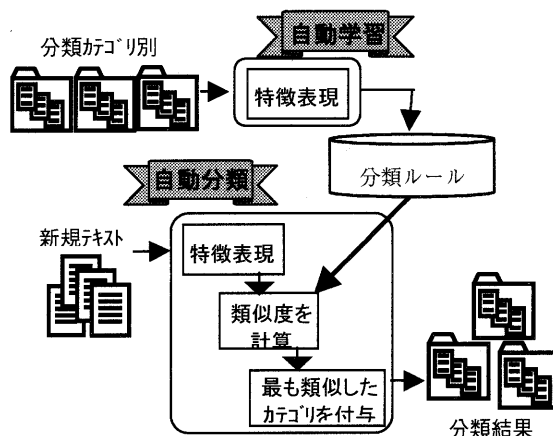 自動学習
分類カテゴリ別
特徴表現
分類ルール
自動分類
新規テキスト
特徴表現
類似度を
計算
最も類似した
カテゴリを付与
分類結果